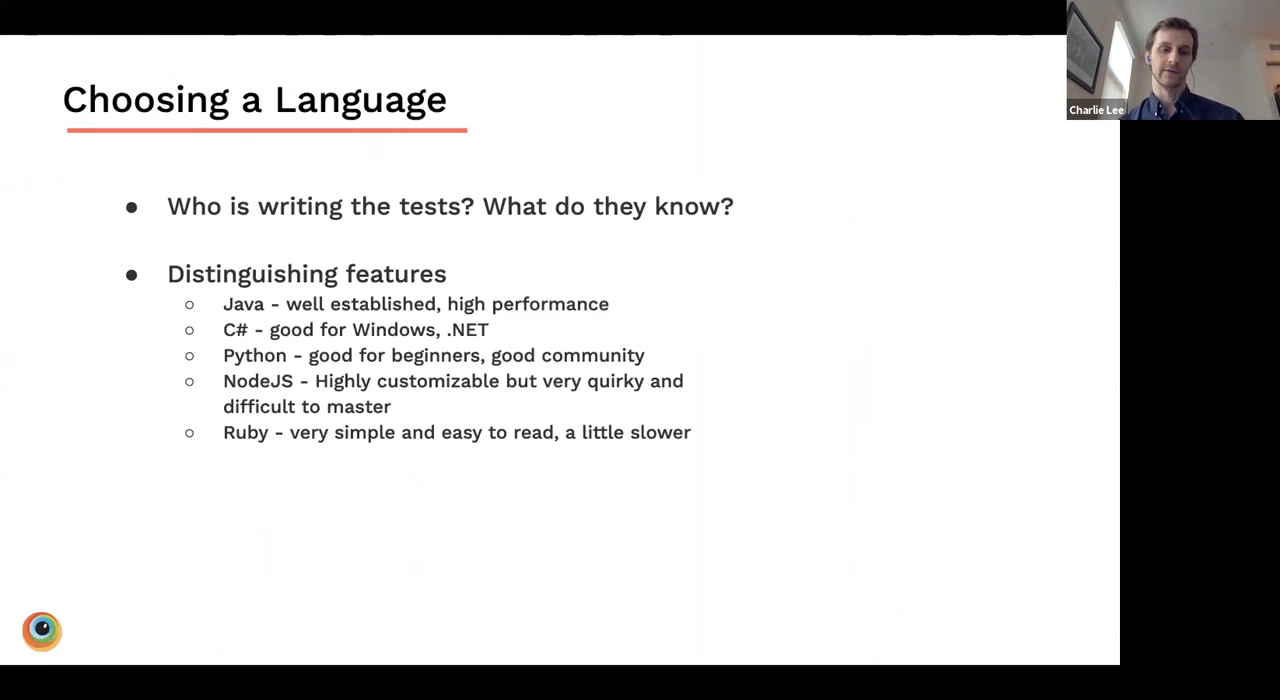 Choosing a Language
Charlie Lee
● Who is writing the tests? What do they know?
● Distinguishing features
○ Java - well established, high performance
○ C# - good for Windows, .NET
○ Python - good for beginners, good community
○ NodeJS - Highly customizable but very quirky and
difficult to master
○ Ruby - very simple and easy to read, a little slower